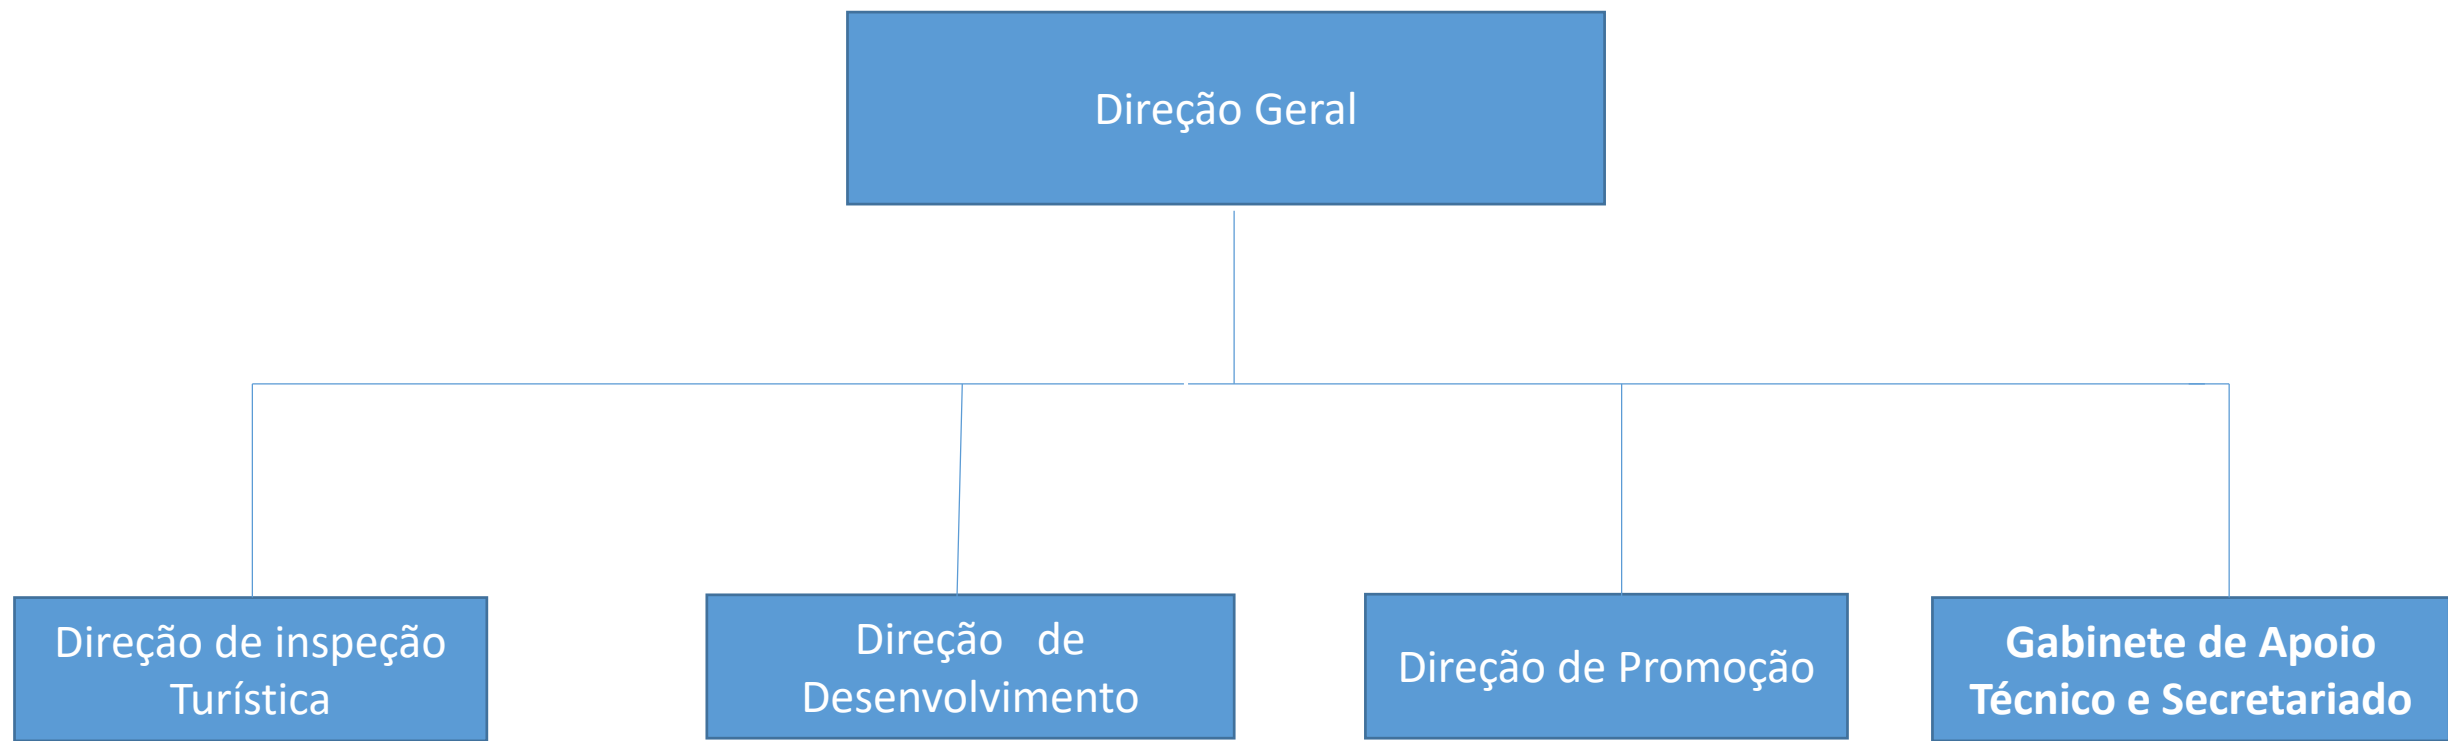 Direção Geral
Direção de inspeção
Turística
Direção de
Desenvolvimento
Direção de Promoção
Gabinete de Apoio
Técnico e Secretariado